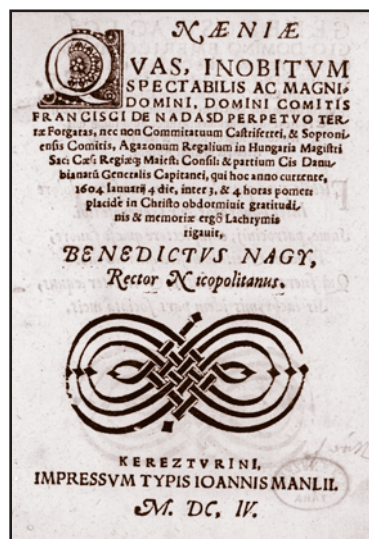 NÆNIÆ
QVAS, INOBITVM
SPECTABILIS AC MAGNI-
DOMINI, DOMINI COMITIS
FRANCISCI DE NADASD PERPETVO TER-
ræ Forgatas, nec non Commitatuum Castriferrei, & Soproni-
ensis Comitis, Agazonum Regalium in Hungaria Magistri
Sac: Cæs: Regiæq; Maiest: Consil: & partium Cis Danu-
bianarũ Generalis Capitanei, qui hoc anno currente,
1604 Ianuarij 4 die, inter 3, & 4 horas pomer:
placidè in Christo obdormiuit gratitudi-
nis & memoriæ ergô Lachrymis
rigauit,
BENEDICTVS NAGY,
Rector Nicopolitanus.
KEREZTVRINI,
IMPRESSVM TYPIS IOANNIS MANLII.
M. DC, IV.